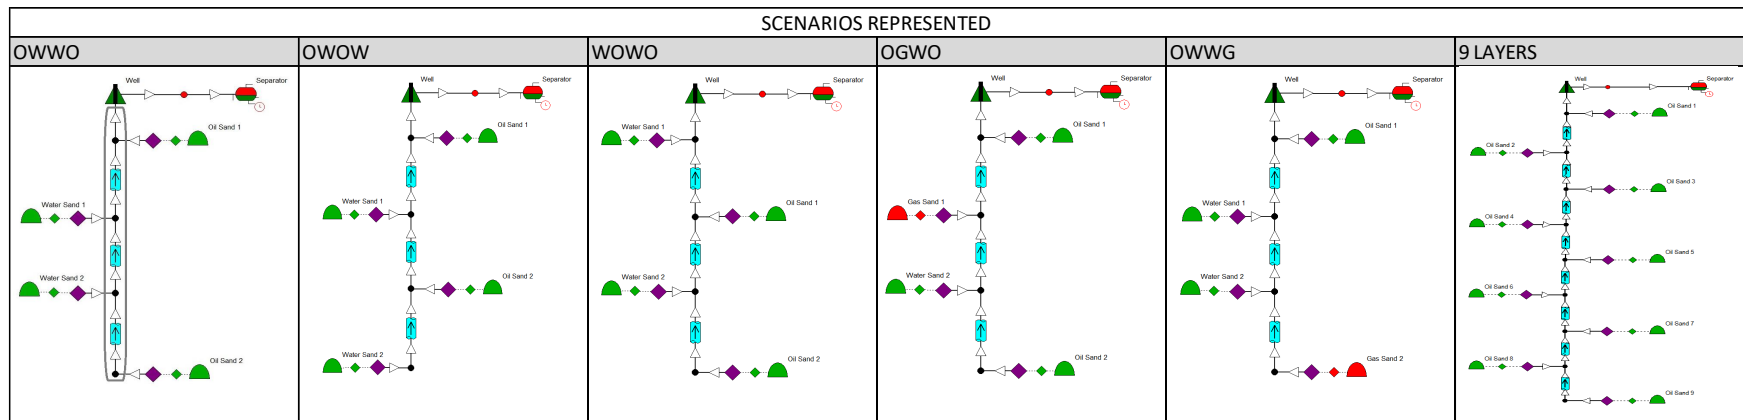 SCENARIOS REPRESENTED
OWWO
OWOW
WOWO
OGWO
OWWG
9 LAYERS
Well
Separator
Oil Sand 1
Water Sand 1
Water Sand 2
Oil Sand 2
Well
Separator
Oil Sand 1
Water Sand 1
Oil Sand 2
Water Sand 2
Well
Separator
Water Sand 1
Oil Sand 1
Water Sand 2
Oil Sand 2
Well
Separator
Oil Sand 1
Gas Sand 1
Water Sand 2
Oil Sand 2
Well
Separator
Oil Sand 1
Water Sand 1
Water Sand 2
Gas Sand 2
Well
Separator
Oil Sand 1
Oil Sand 2
Oil Sand 3
Oil Sand 4
Oil Sand 5
Oil Sand 6
Oil Sand 7
Oil Sand 8
Oil Sand 9